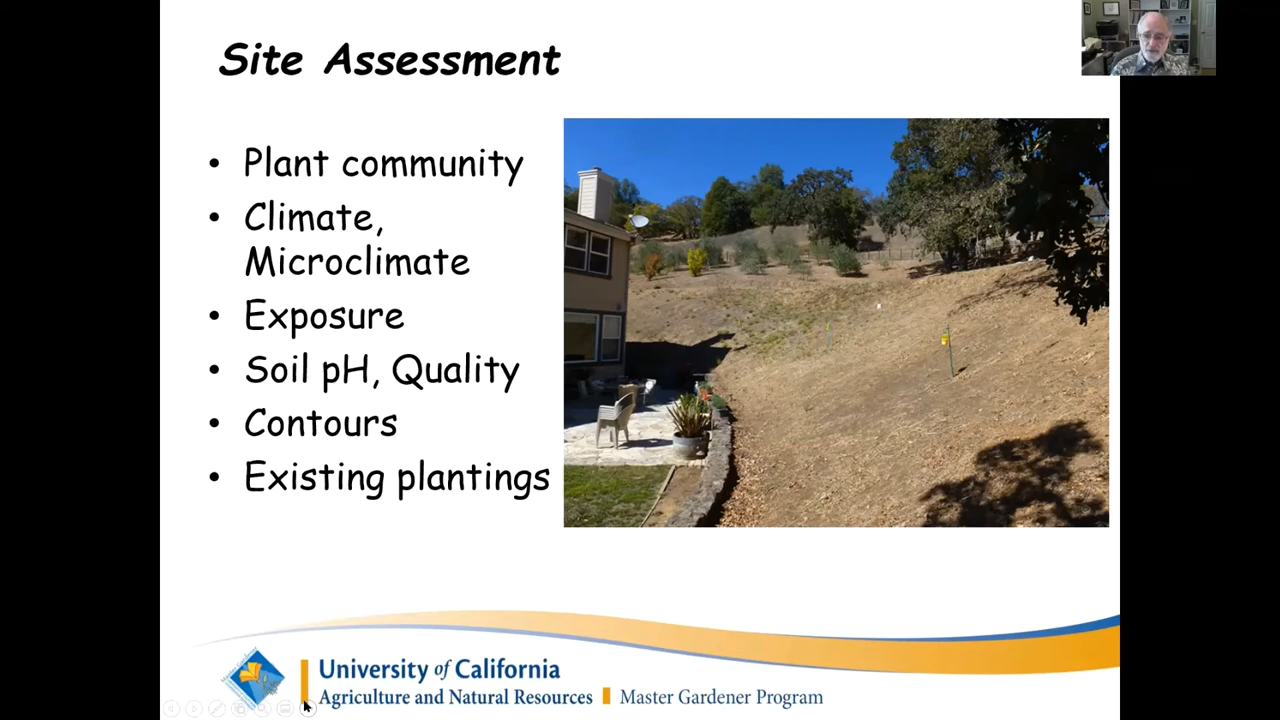 Site Assessment
• Plant community
• Climate,
Microclimate
• Exposure
• Soil pH, Quality
• Contours
• Existing plantings
University of California
Agriculture and Natural Resources
Master Gardener Program